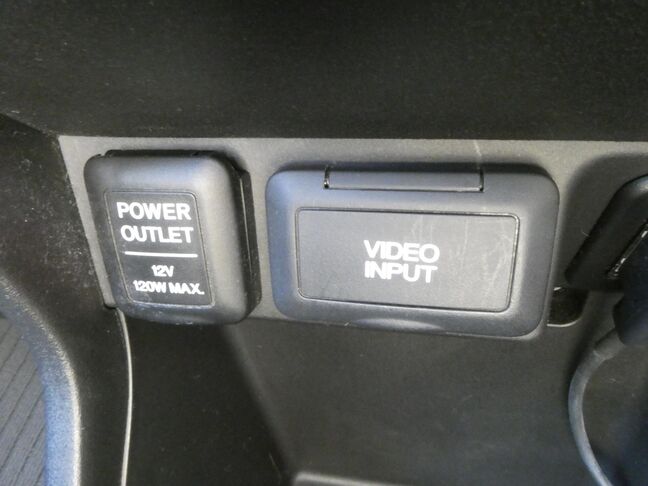 POWER
OUTLET
12V
120W MAX.
VIDEO
INPUT